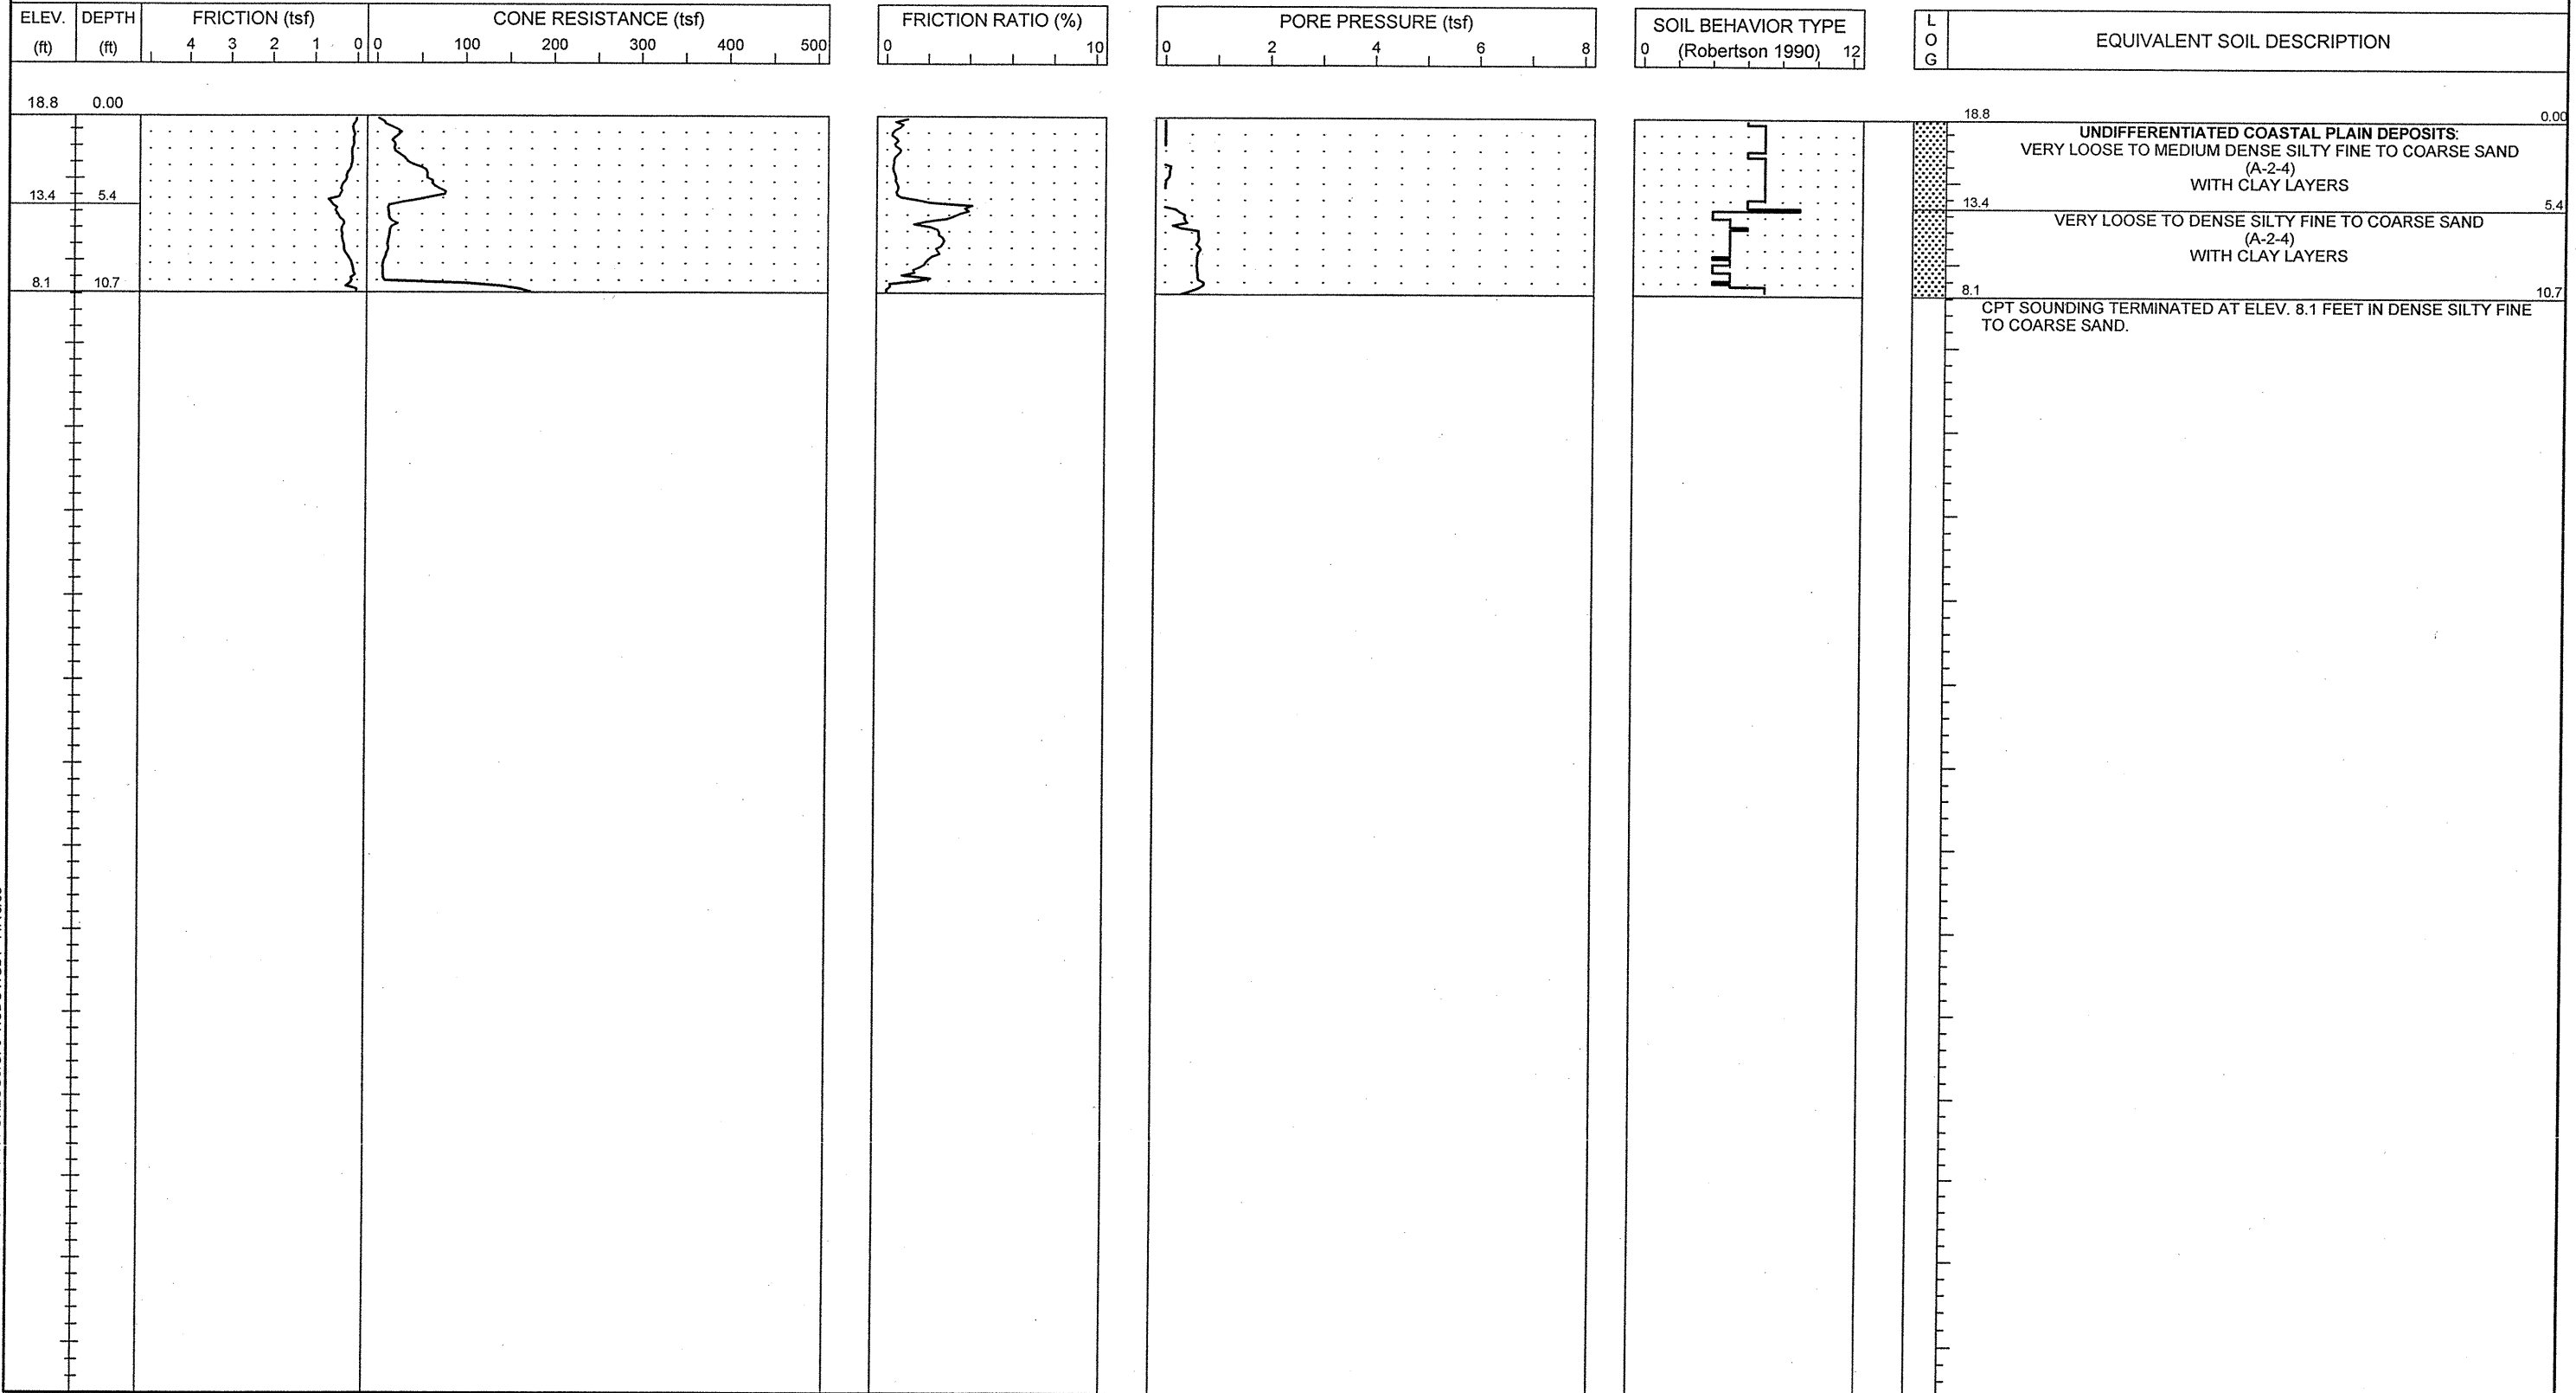 ELEV. DEPTH FRICTION (tsf) CONE RESISTANCE (tsf) FRICTION RATIO (%) PORE PRESSURE (tsf) SOIL BEHAVIOR TYPE L
(ft) (ft) 4 3 2 1 0 0 100 200 300 400 500 0 10 0 2 4 6 8 0 (Robertson 1990) 12 O EQUIVALENT SOIL DESCRIPTION
G
18.8 0.00
18.8 0.00
UNDIFFERENTIATED COASTAL PLAIN DEPOSITS:
VERY LOOSE TO MEDIUM DENSE SILTY FINE TO COARSE SAND
(A-2-4)
WITH CLAY LAYERS
13.4 5.4
13.4 5.4
VERY LOOSE TO DENSE SILTY FINE TO COARSE SAND
(A-2-4)
WITH CLAY LAYERS
8.1 10.7
8.1 10.7
CPT SOUNDING TERMINATED AT ELEV. 8.1 FEET IN DENSE SILTY FINE
TO COARSE SAND.